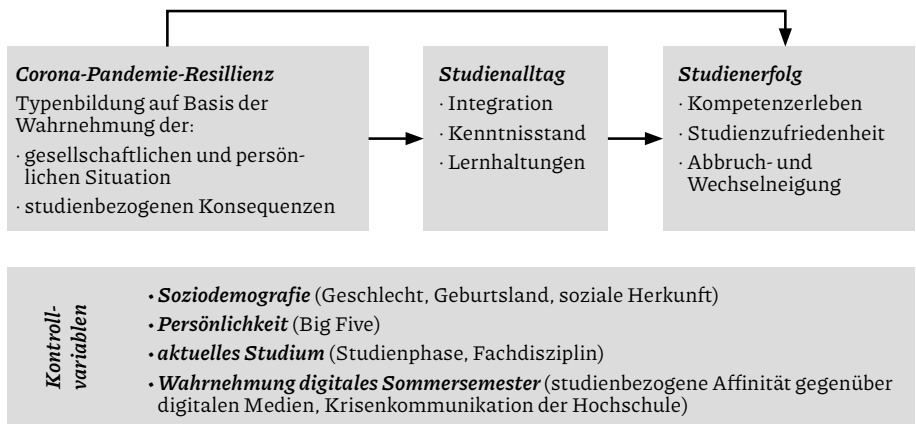 Corona-Pandemie-Resillienz
Typenbildung auf Basis der
Wahrnehmung der:
· gesellschaftlichen und persön-
lichen Situation
· studienbezogenen Konsequenzen
Studienalltag
· Integration
· Kenntnisstand
· Lernhaltungen
Studienerfolg
· Kompetenzerleben
· Studienzufriedenheit
· Abbruch- und
Wechselneigung
Kontroll-
variablen
• Soziodemografie (Geschlecht, Geburtsland, soziale Herkunft)
• Persönlichkeit (Big Five)
• aktuelles Studium (Studienphase, Fachdisziplin)
• Wahrnehmung digitales Sommersemester (studienbezogene Affinität gegenüber
digitalen Medien, Krisenkommunikation der Hochschule)